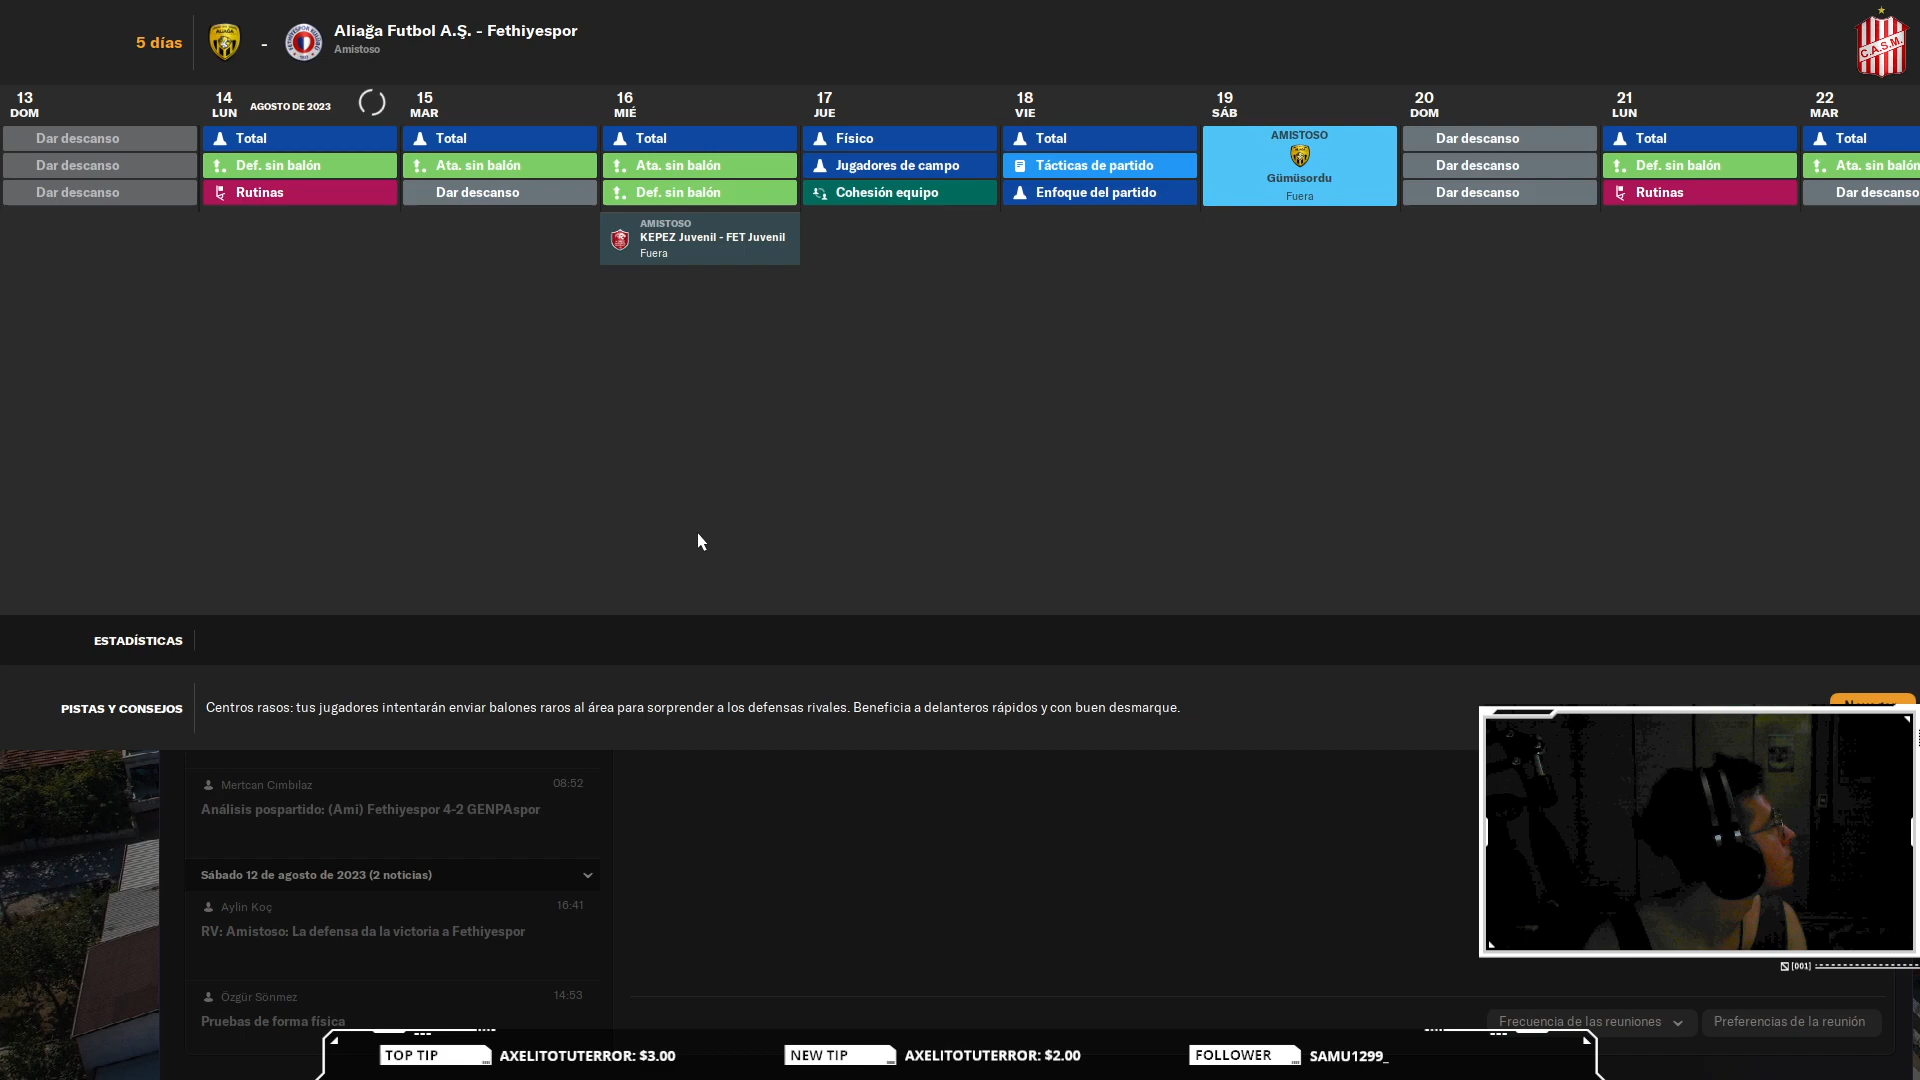 5 días
-
Aliağa Futbol A.Ş. - Fethiyespor
Amistoso
C.A.S.M.
13
DOM
14
LUN
AGOSTO DE 2023
15
MAR
16
MIÉ
17
JUE
18
VIE
19
SÁB
20
DOM
21
LUN
22
MAR
Dar descanso
Dar descanso
Dar descanso
Total
Def. sin balón
Rutinas
Total
Ata. sin balón
Dar descanso
Total
Ata. sin balón
Def. sin balón
AMISTOSO
KEPEZ Juvenil - FET Juvenil
Fuera
Físico
Jugadores de campo
Cohesión equipo
Total
Tácticas de partido
Enfoque del partido
AMISTOSO
Gümüsordu
Fuera
Dar descanso
Dar descanso
Dar descanso
Total
Def. sin balón
Rutinas
Total
Ata. sin balón
Dar descanso
ESTADÍSTICAS
PISTAS Y CONSEJOS
Centros rasos: tus jugadores intentarán enviar balones raros al área para sorprender a los defensas rivales. Beneficia a delanteros rápidos y con buen desmarque.
Mertcan Cımbılaz
08:52
Análisis pospartido: (Ami) Fethiyespor 4-2 GENPAspor
Sábado 12 de agosto de 2023 (2 noticias)
Aylin Koç
16:41
RV: Amistoso: La defensa da la victoria a Fethiyespor
Özgür Sönmez
14:53
Pruebas de forma física
[001]
Frecuencia de las reuniones
Preferencias de la reunión
TOP TIP
AXELITOTUTERROR: $3.00
NEW TIP
AXELITOTUTERROR: $2.00
FOLLOWER
SAMU1299_